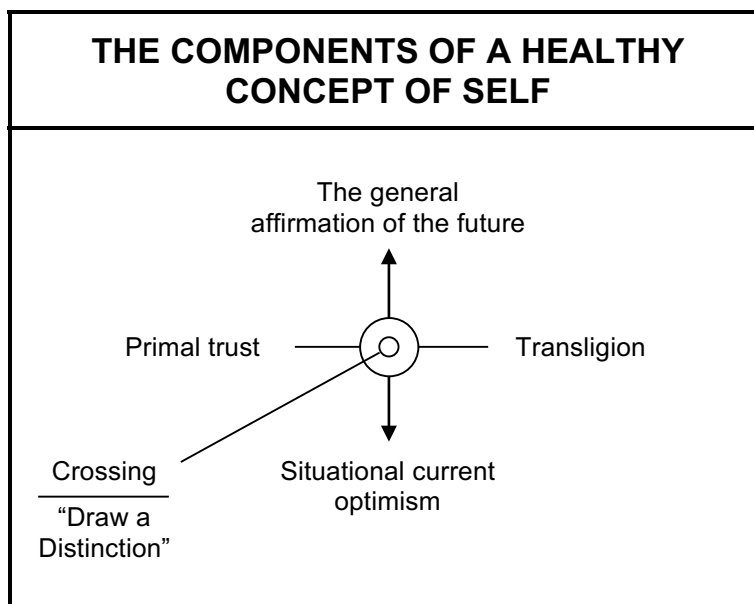 THE COMPONENTS OF A HEALTHY
CONCEPT OF SELF
The general
affirmation of the future
Primal trust
Transligion
Crossing
“Draw a
Distinction”
Situational current
optimism